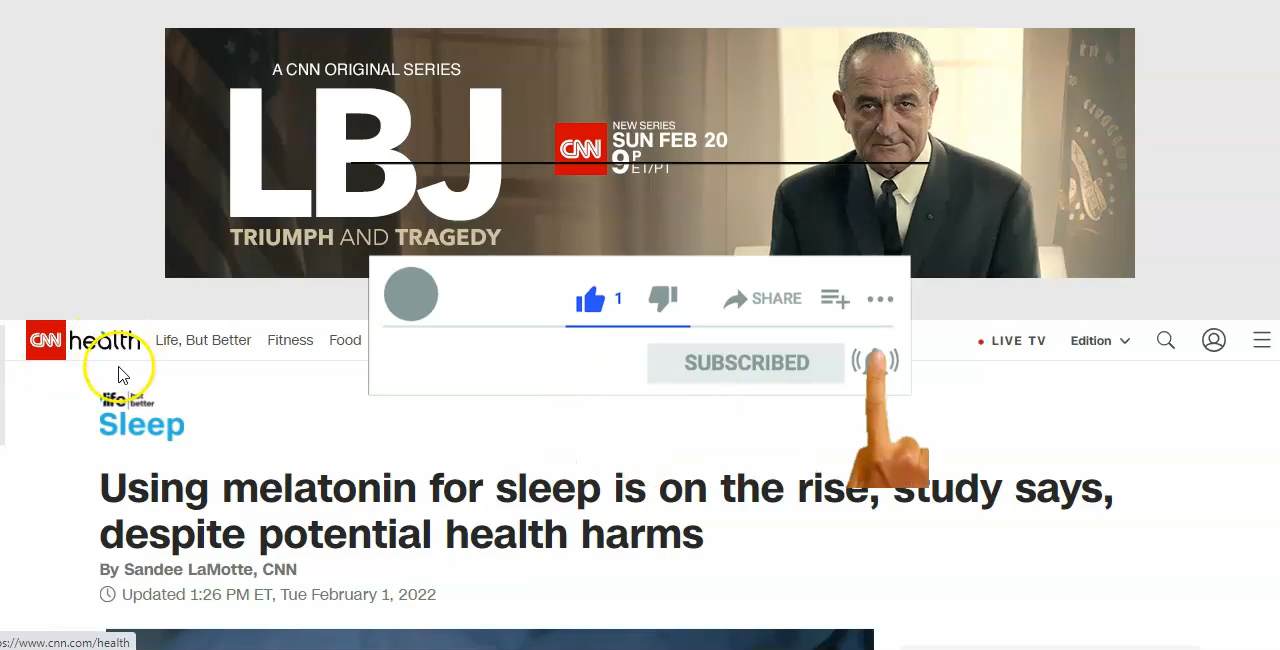 A CNN ORIGINAL SERIES
LBJ
TRIUMPH AND TRAGEDY
CNN
NEW SERIES
SUN FEB 20
9P
ET/PT
1
SHARE
SUBSCRIBED
CNN health
Life, But Better
Fitness
Food
LIVE TV
Edition
life
better
Sleep
Using melatonin for sleep is on the rise, study says,
despite potential health harms
By Sandee LaMotte, CNN
Updated 1:26 PM ET, Tue February 1, 2022
ps://www.cnn.com/health